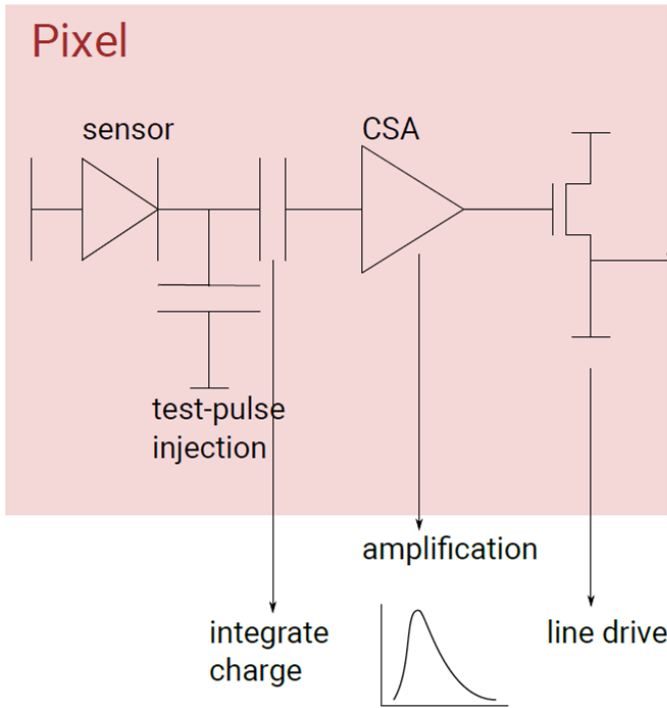 Pixel
sensor
CSA
test-pulse
injection
amplification
integrate
charge
line drive